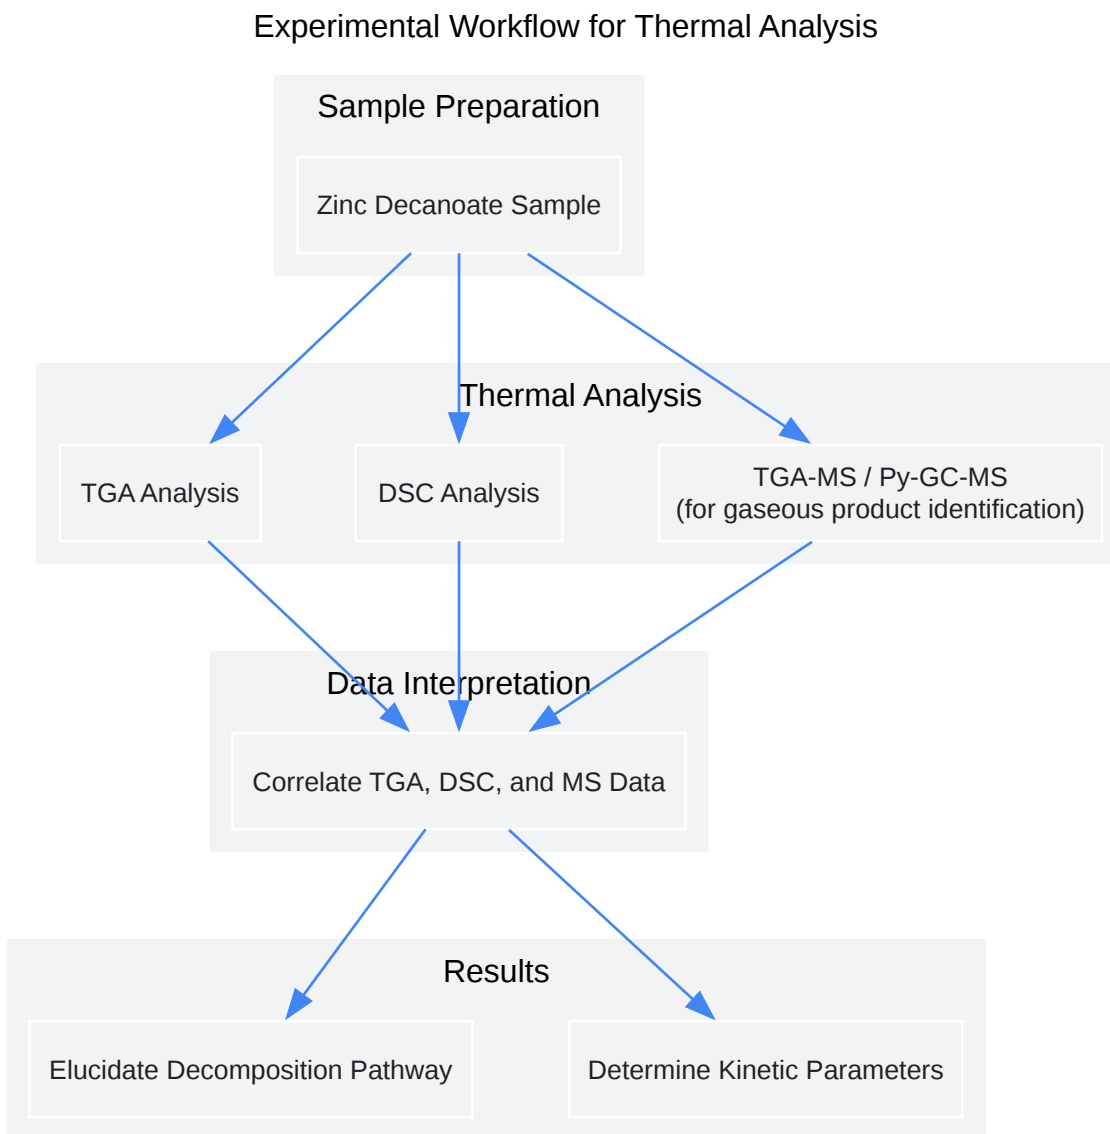 Experimental Workflow for Thermal Analysis
Sample Preparation
Zinc Decanoate Sample
Thermal Analysis
TGA Analysis
DSC Analysis
TGA-MS / Py-GC-MS
(for gaseous product identification)
Data Interpretation
Correlate TGA, DSC, and MS Data
Results
Elucidate Decomposition Pathway
Determine Kinetic Parameters